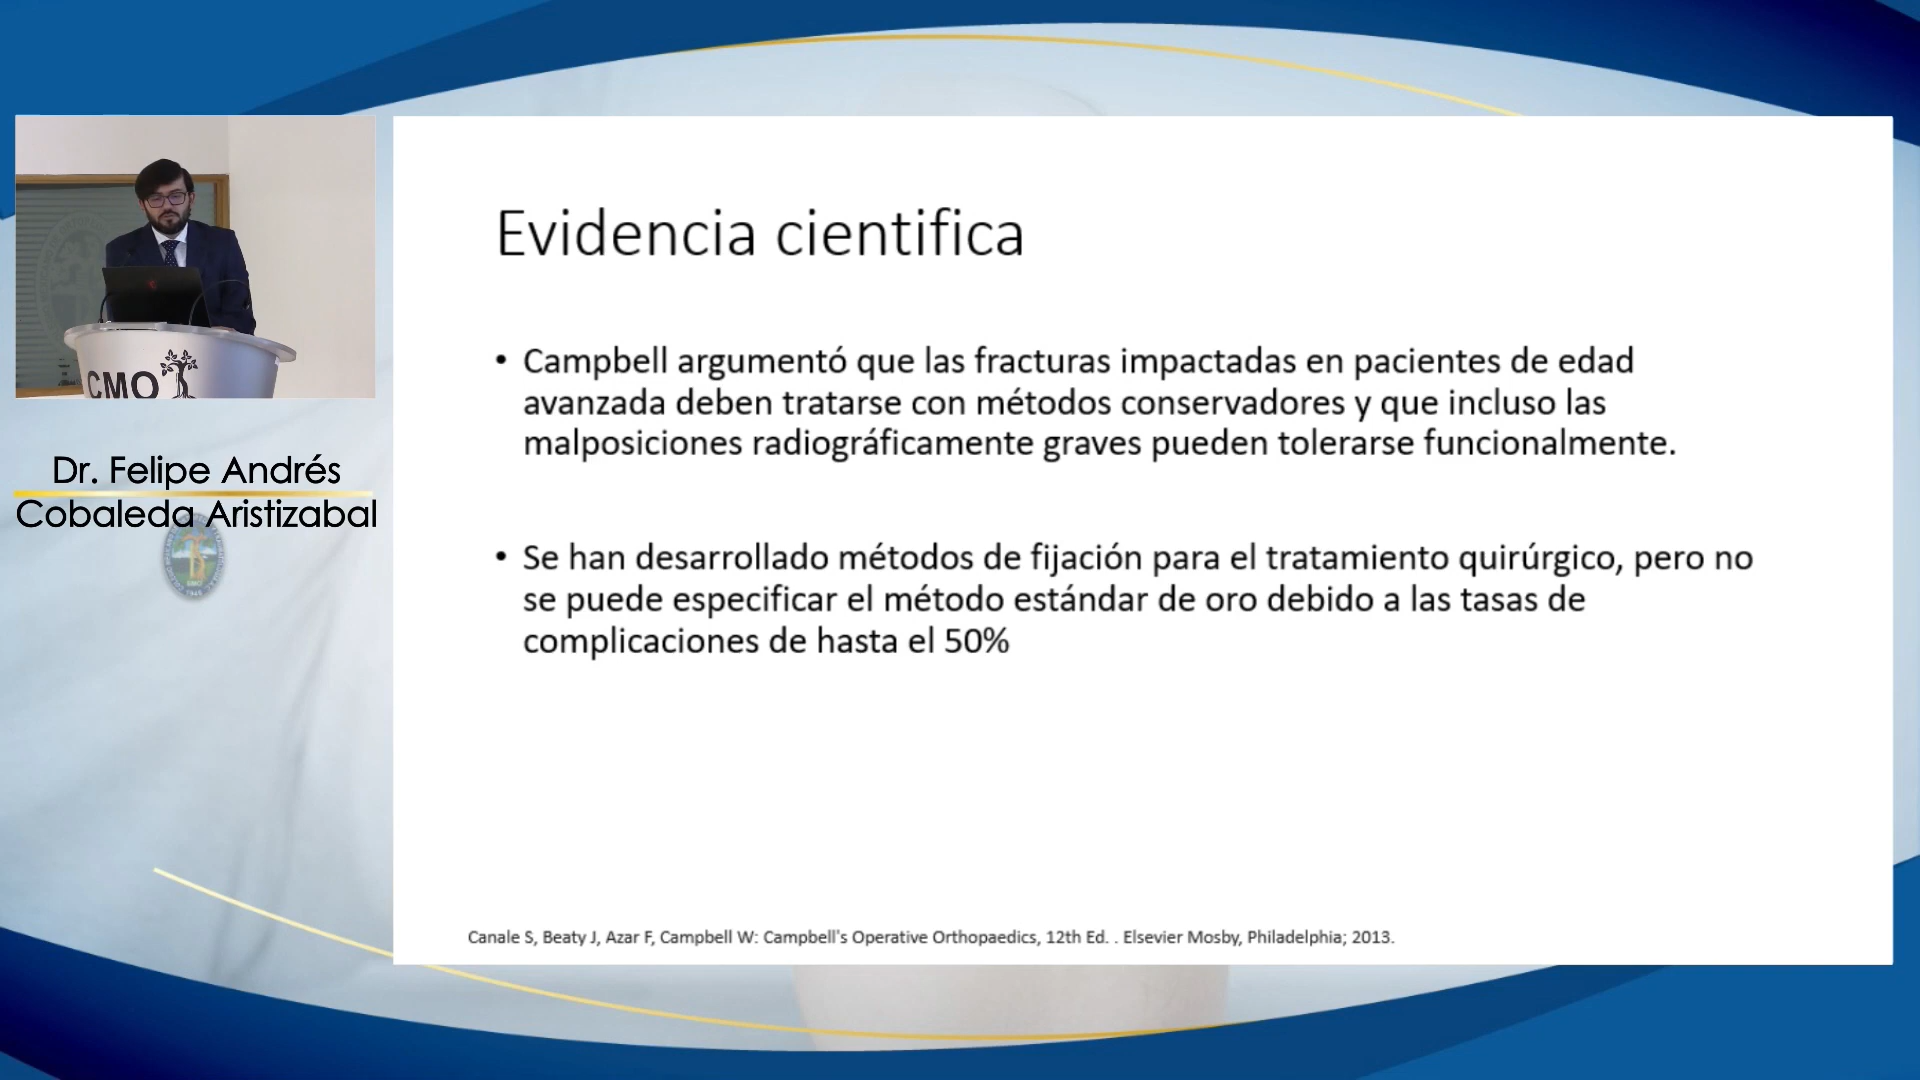 CMO
Dr. Felipe Andrés
Cobaleda Aristizabal
Evidencia cientifica
• Campbell argumentó que las fracturas impactadas en pacientes de edad
avanzada deben tratarse con métodos conservadores y que incluso las
malposiciones radiográficamente graves pueden tolerarse funcionalmente.
• Se han desarrollado métodos de fijación para el tratamiento quirúrgico, pero no
se puede especificar el método estándar de oro debido a las tasas de
complicaciones de hasta el 50%
Canale S, Beaty J, Azar F, Campbell W: Campbell's Operative Orthopaedics, 12th Ed. . Elsevier Mosby, Philadelphia; 2013.